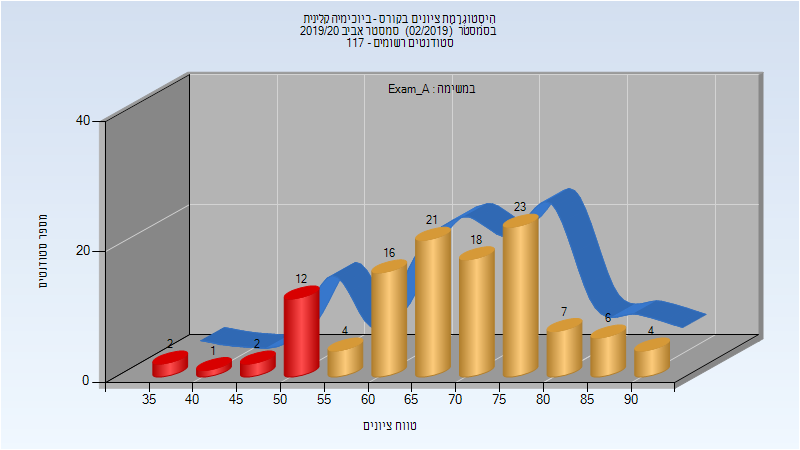 היסטוגרמת ציונים בקורס - ביוכימיה קלינית
בסמסטר (02/2019) סמסטר אביב 2019/20
סטודנטים רשומים - 117
במשימה : Exam_A
מספר סטודנטים
40
20
0
2 1 2 12 4 16 21 18 23 7 6 4
35 40 45 50 55 60 65 70 75 80 85 90
טווח ציונים